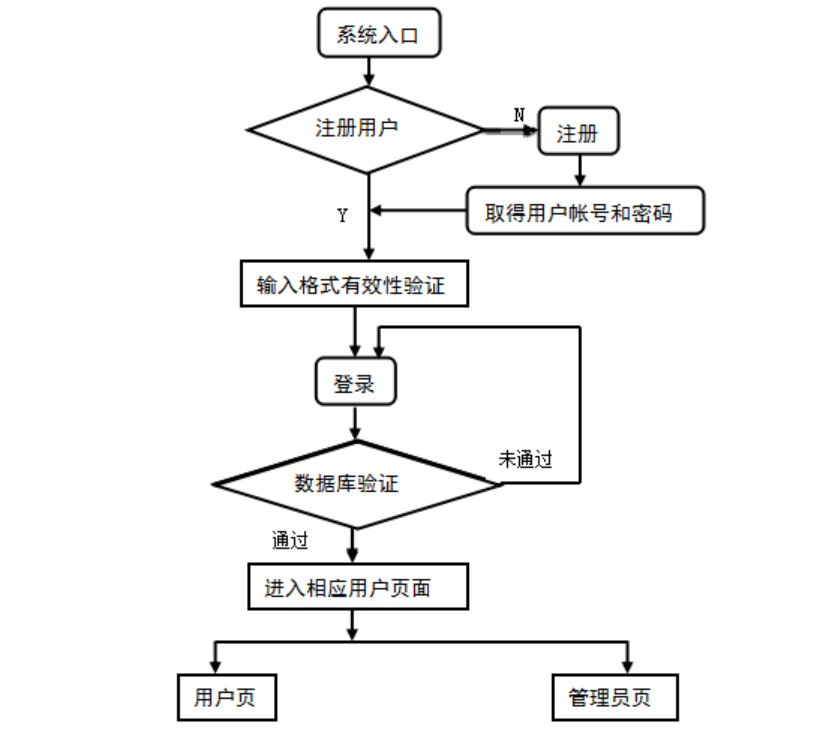 系统入口
注册用户
N
注册
Y
取得用户帐号和密码
输入格式有效性验证
登录
未通过
数据库验证
通过
进入相应用户页面
用户页
管理员页